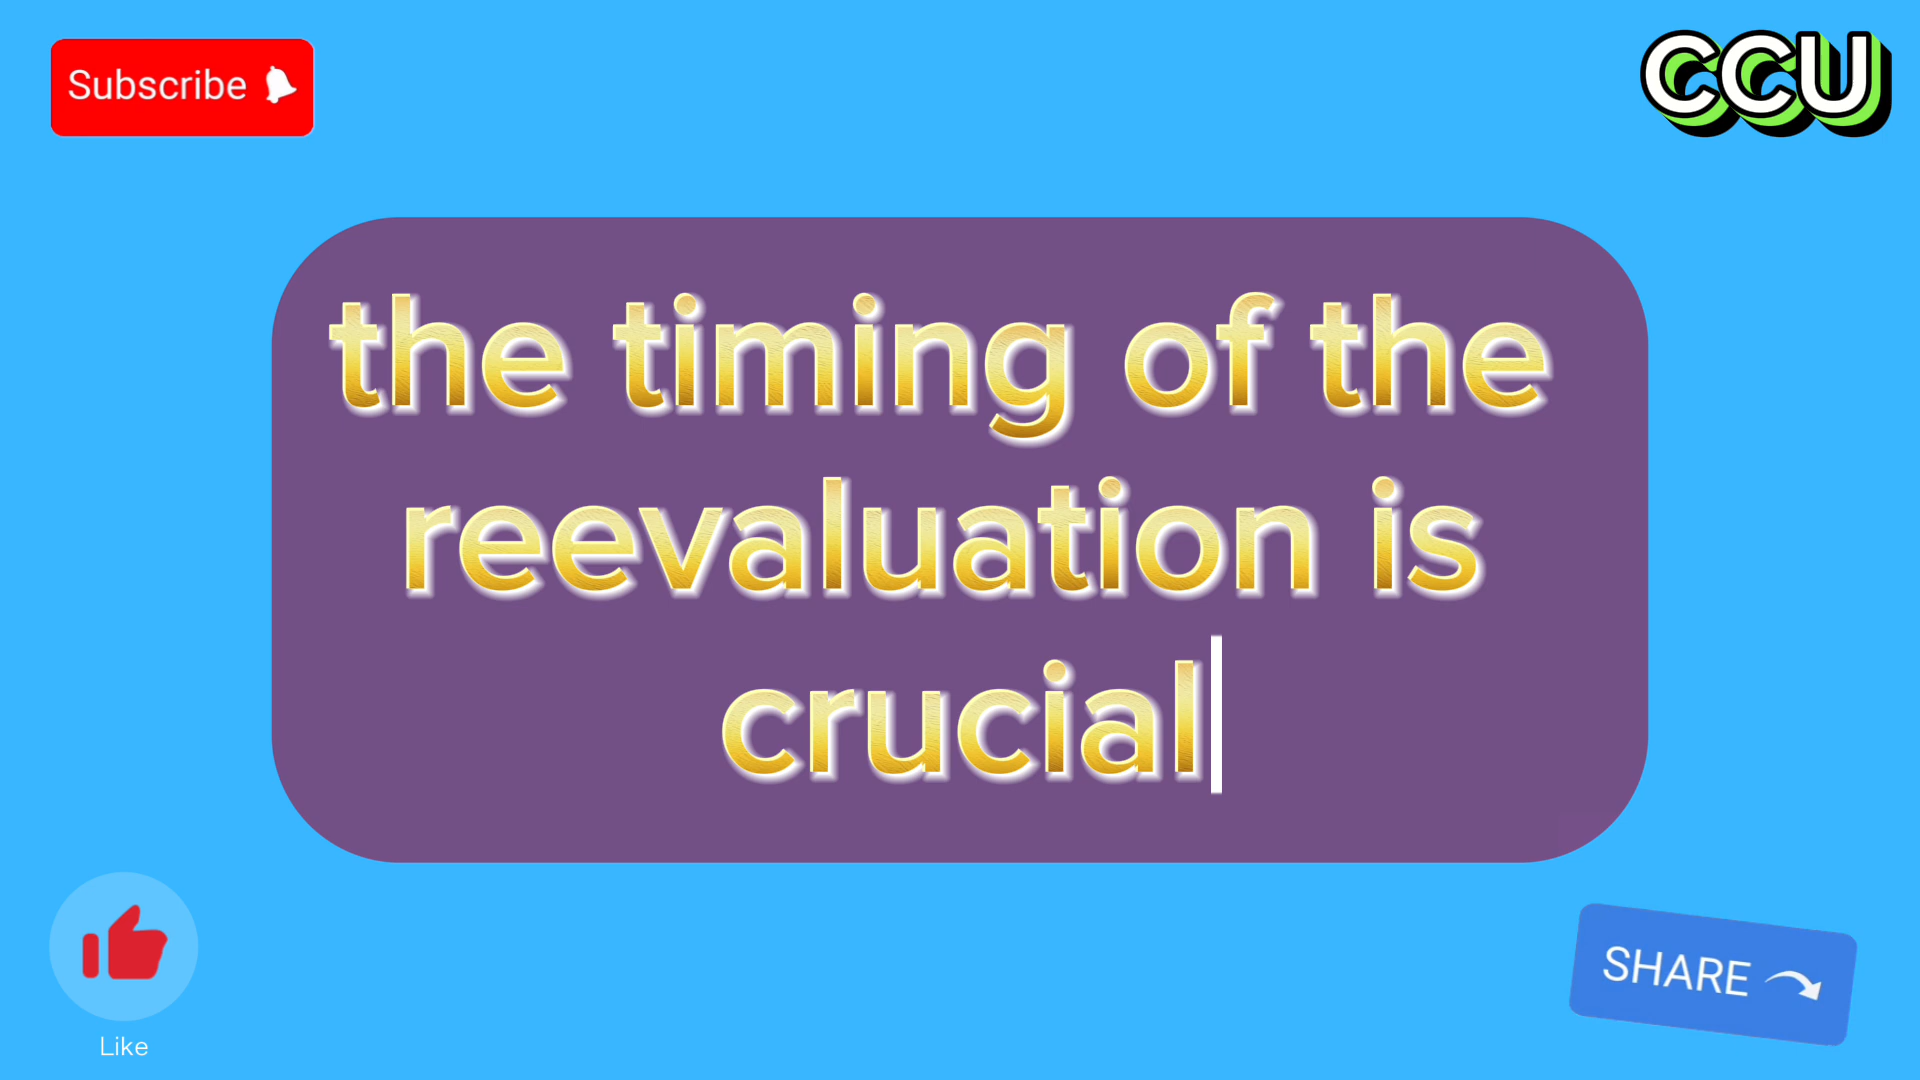 Subscribe
CCU
the timing of the
reevaluation is
crucial
Like
SHARE